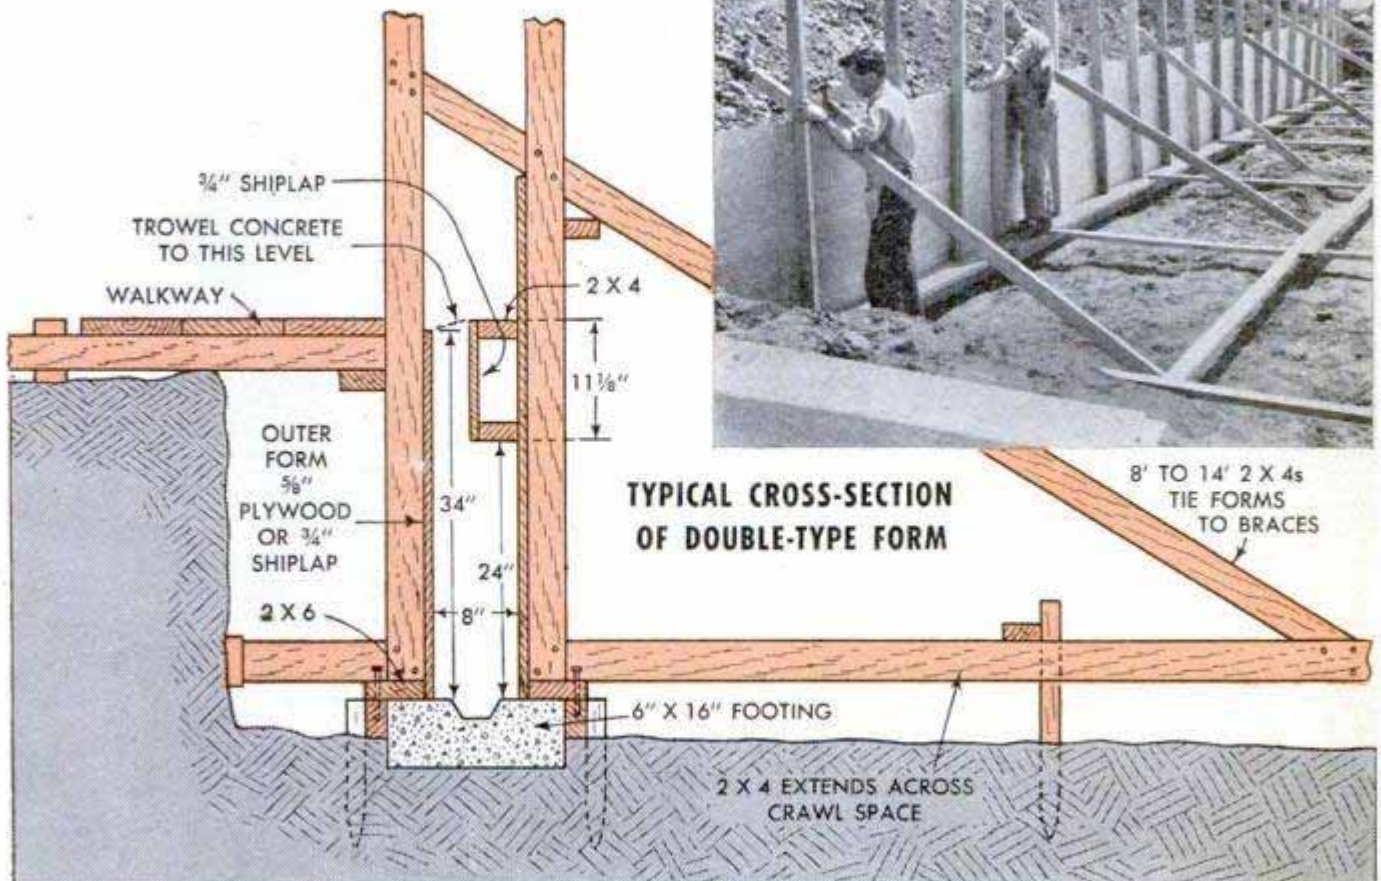 ¾" SHIPLAP
TROWEL CONCRETE
TO THIS LEVEL
WALKWAY
2 X 4
11⅛"
OUTER
FORM
⅝"
PLYWOOD
OR ¾"
SHIPLAP
34"
24"
8"
2 X 6
TYPICAL CROSS-SECTION
OF DOUBLE-TYPE FORM
8' TO 14' 2 X 4s
TIE FORMS
TO BRACES
6" X 16" FOOTING
2 X 4 EXTENDS ACROSS
CRAWL SPACE